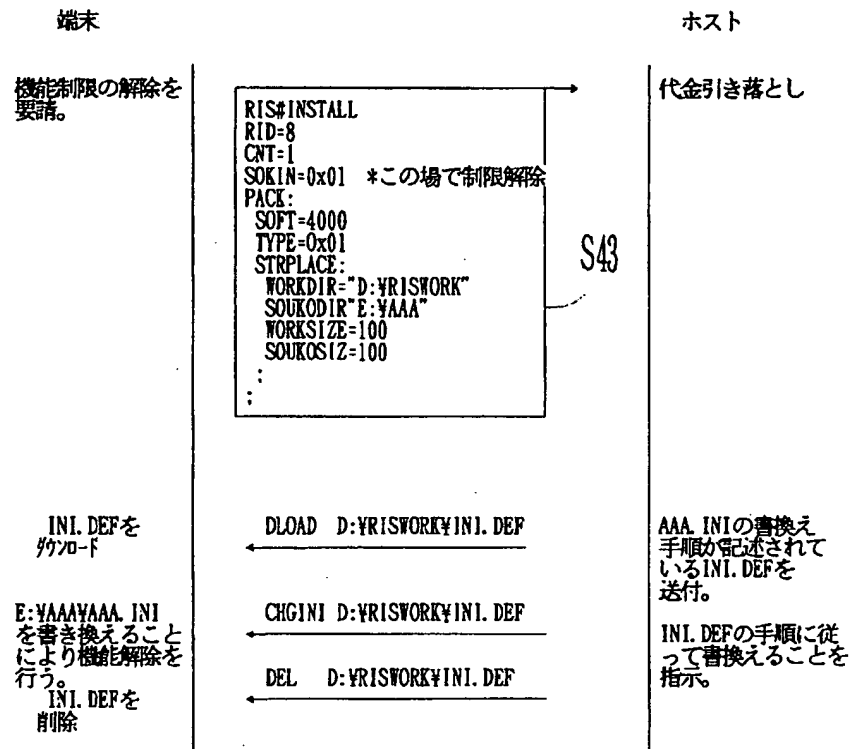 端末
ホスト
機能制限の解除を
要請。
代金引き落とし
RIS#INSTALL
RID=8
CNT=1
SOKIN=0x01 *この場で制限解除
PACK:
SOFT=4000
TYPE=0x01
STRPLACE:
WORKDIR="D:¥RISWORK"
SOUKODIR"E:¥AAA"
WORKSIZE=100
SOUKOSIZ=100
;
;
S43
INI.DEFを
ダウンロード
DLOAD D:¥RISWORK¥INI.DEF
AAA.INIの書換え
手順が記述されて
いるINI.DEFを
送付。
E:¥AAA¥AAA.INI
を書き換えること
により機能解除を
行う。
CHGINI D:¥RISWORK¥INI.DEF
INI.DEFの手順に従
って書換えることを
指示。
DEL D:¥RISWORK¥INI.DEF
INI.DEFを
削除